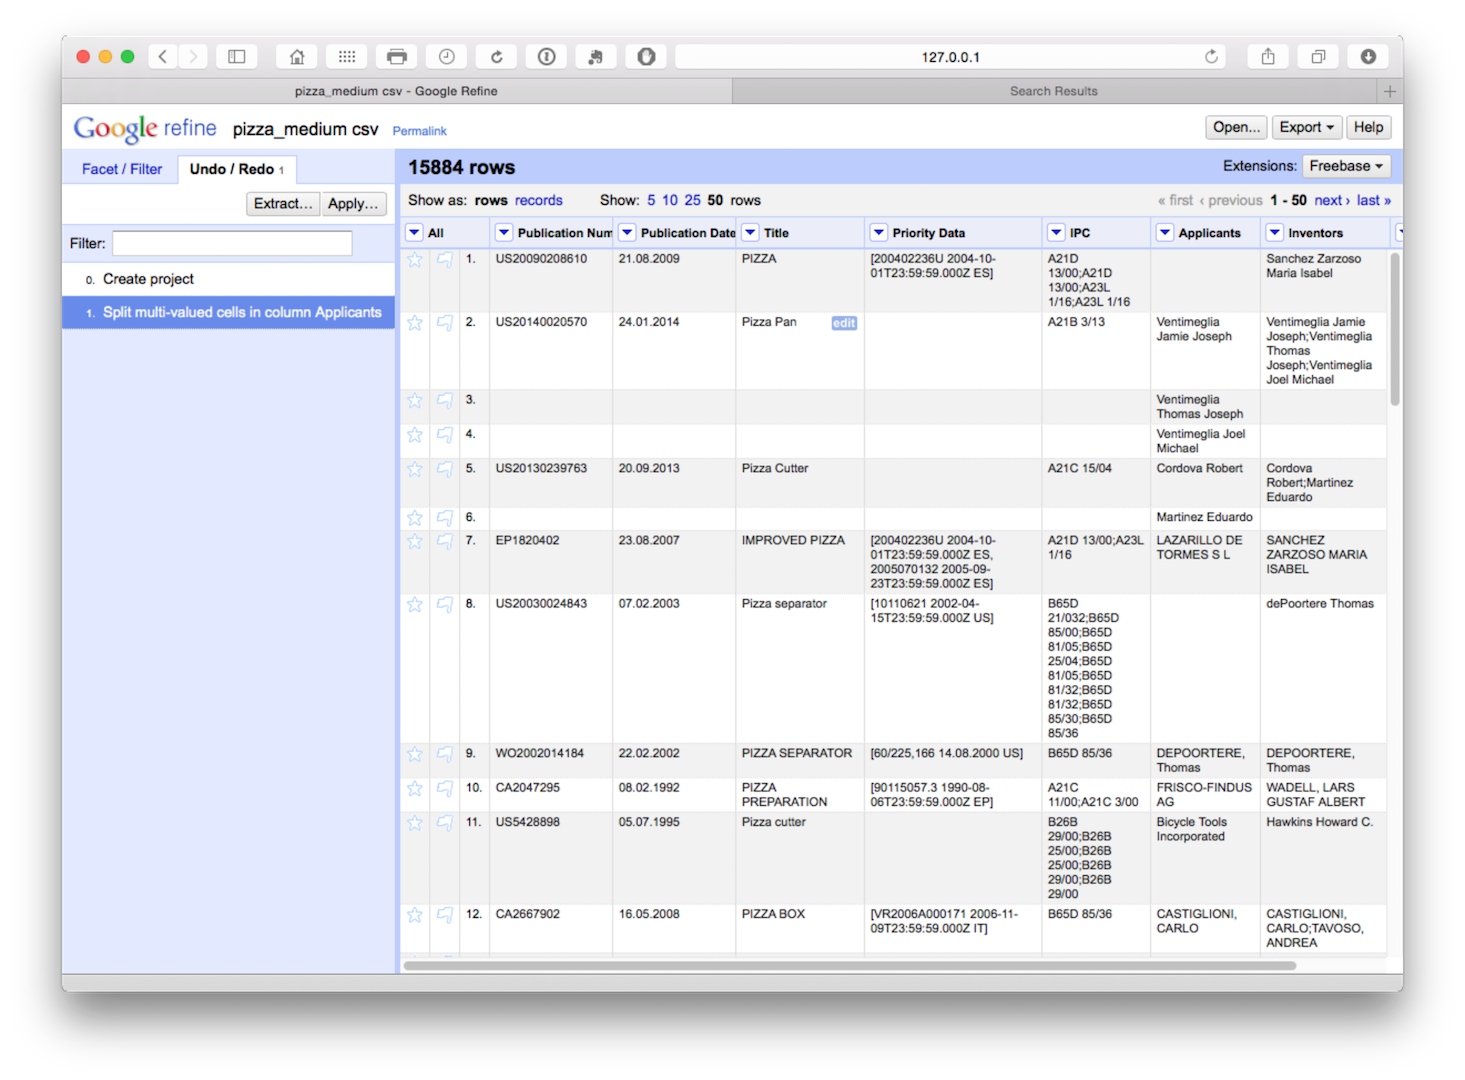 127.0.0.1
pizza_medium csv - Google Refine
Search Results
Google refine pizza_medium csv Permalink
Open... Export Help
Facet / Filter Undo / Redo 1
15884 rows
Extensions: Freebase
Extract... Apply...
Show as: rows records Show: 5 10 25 50 rows
« first ‹ previous 1 - 50 next › last »
Filter:
0. Create project
1. Split multi-valued cells in column Applicants
All Publication Num Publication Date Title Priority Data IPC Applicants Inventors
1. US20090208610 21.08.2009 PIZZA [200402236U 2004-10- A21D Sanchez Zarzoso
01T23:59:59.000Z ES] 13/00;A21D Maria Isabel
13/00;A23L
1/16;A23L 1/16
2. US20140020570 24.01.2014 Pizza Pan edit A21B 3/13 Ventimeglia Ventimeglia Jamie
Jamie Joseph Joseph;Ventimeglia
Thomas
Joseph;Ventimeglia
Joel Michael
3. Ventimeglia
Thomas Joseph
4. Ventimeglia Joel
Michael
5. US20130239763 20.09.2013 Pizza Cutter A21C 15/04 Cordova Robert Cordova
Robert;Martinez
Eduardo
6. Martinez Eduardo
7. EP1820402 23.08.2007 IMPROVED PIZZA [200402236U 2004-10- A21D 13/00;A23L LAZARILLO DE SANCHEZ
01T23:59:59.000Z ES, 1/16 TORMES S L ZARZOSO MARIA
2005070132 2005-09- ISABEL
23T23:59:59.000Z ES]
8. US20030024843 07.02.2003 Pizza separator [10110621 2002-04- B65D dePoortere Thomas
15T23:59:59.000Z US] 21/032;B65D
85/00;B65D
81/05;B65D
25/04;B65D
81/05;B65D
81/32;B65D
81/32;B65D
85/30;B65D
85/36
9. WO2002014184 22.02.2002 PIZZA SEPARATOR [60/225,166 14.08.2000 US] B65D 85/36 DEPOORTERE, DEPOORTERE,
Thomas Thomas
10. CA2047295 08.02.1992 PIZZA [90115057.3 1990-08- A21C FRISCO-FINDUS WADELL, LARS
PREPARATION 06T23:59:59.000Z EP] 11/00;A21C 3/00 AG GUSTAF ALBERT
11. US5428898 05.07.1995 Pizza cutter B26B Bicycle Tools Hawkins Howard C.
29/00;B26B Incorporated
25/00;B26B
25/00;B26B
29/00;B26B
29/00
12. CA2667902 16.05.2008 PIZZA BOX [VR2006A000171 2006-11- B65D 85/36 CASTIGLIONI, CASTIGLIONI,
09T23:59:59.000Z IT] CARLO CARLO;TAVOSO,
ANDREA